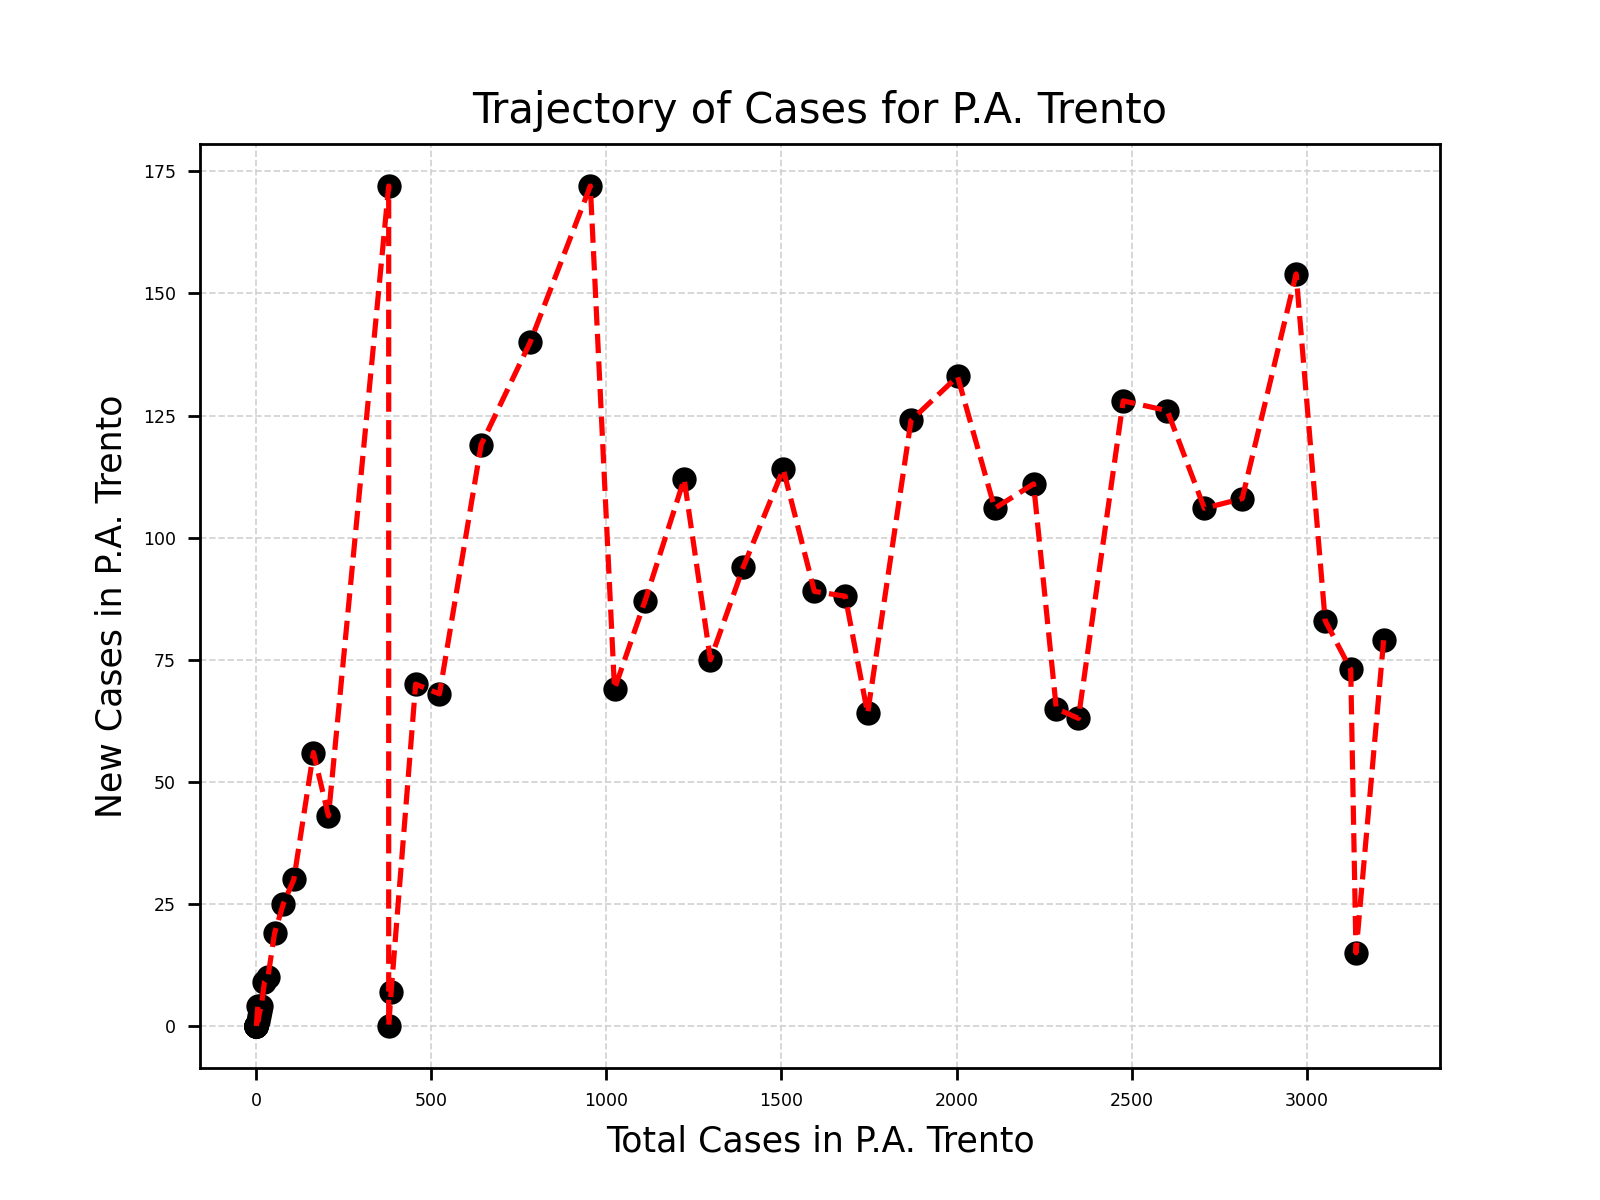 Trajectory of Cases for P.A. Trento
New Cases in P.A. Trento
175
150
125
100
75
50
25
0
0 500 1000 1500 2000 2500 3000
Total Cases in P.A. Trento